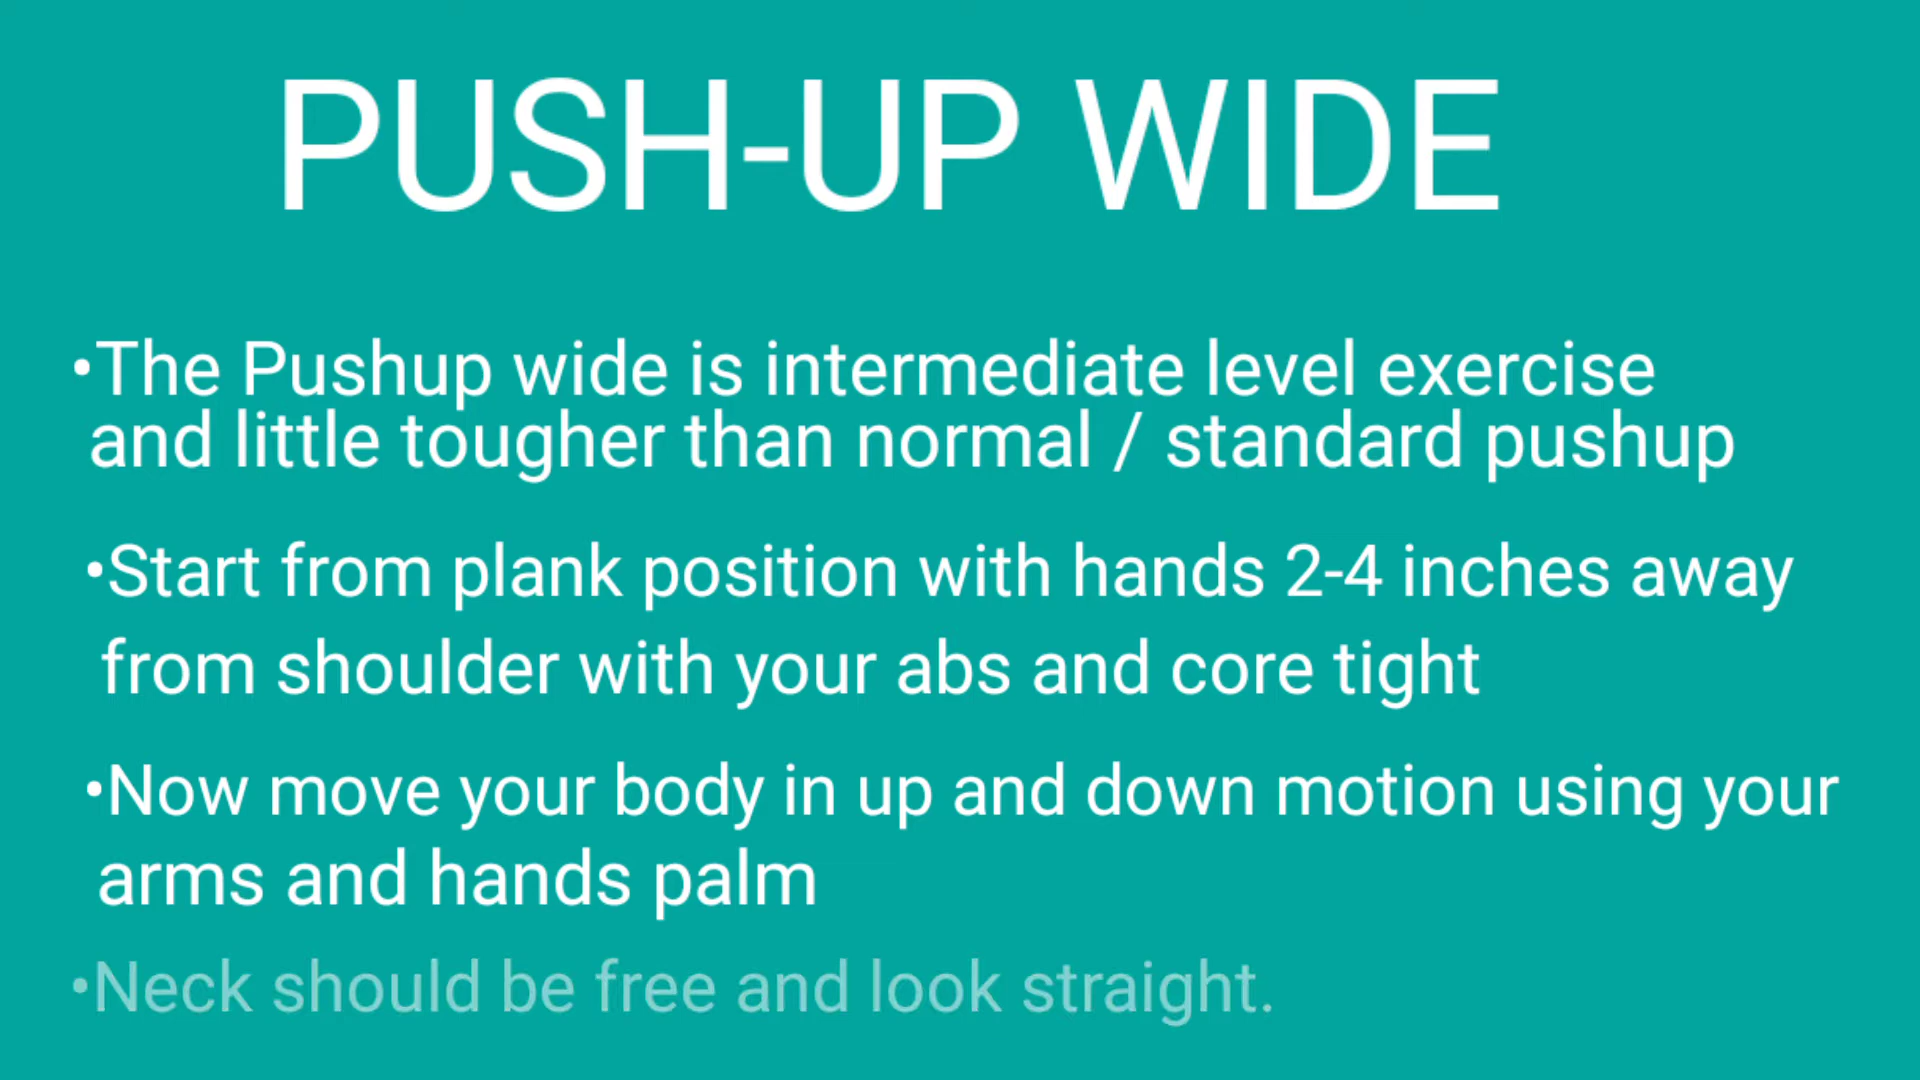 PUSH-UP WIDE
•The Pushup wide is intermediate level exercise
and little tougher than normal / standard pushup
•Start from plank position with hands 2-4 inches away
from shoulder with your abs and core tight
•Now move your body in up and down motion using your
arms and hands palm
•Neck should be free and look straight.